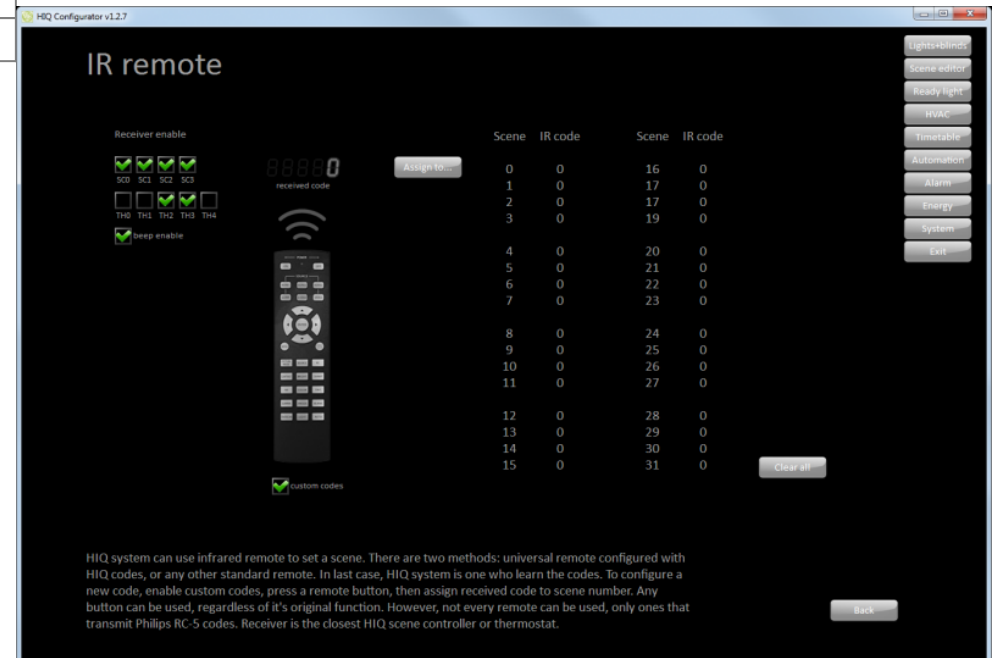 HIQ Configurator v1.2.7
IR remote
Lights+blinds
Scene editor
Ready light
HVAC
Timetable
Automation
Alarm
Energy
System
Exit
Receiver enable
SC0 SC1 SC2 SC3
TH0 TH1 TH2 TH3 TH4
beep enable
0
received code
Assign to...
custom codes
Scene IR code Scene IR code
0 0 16 0
1 0 17 0
2 0 17 0
3 0 19 0
4 0 20 0
5 0 21 0
6 0 22 0
7 0 23 0
8 0 24 0
9 0 25 0
10 0 26 0
11 0 27 0
12 0 28 0
13 0 29 0
14 0 30 0
15 0 31 0
Clear all
HIQ system can use infrared remote to set a scene. There are two methods: universal remote configured with
HIQ codes, or any other standard remote. In last case, HIQ system is one who learn the codes. To configure a
new code, enable custom codes, press a remote button, then assign received code to scene number. Any
button can be used, regardless of it's original function. However, not every remote can be used, only ones that
transmit Philips RC-5 codes. Receiver is the closest HIQ scene controller or thermostat.
Back